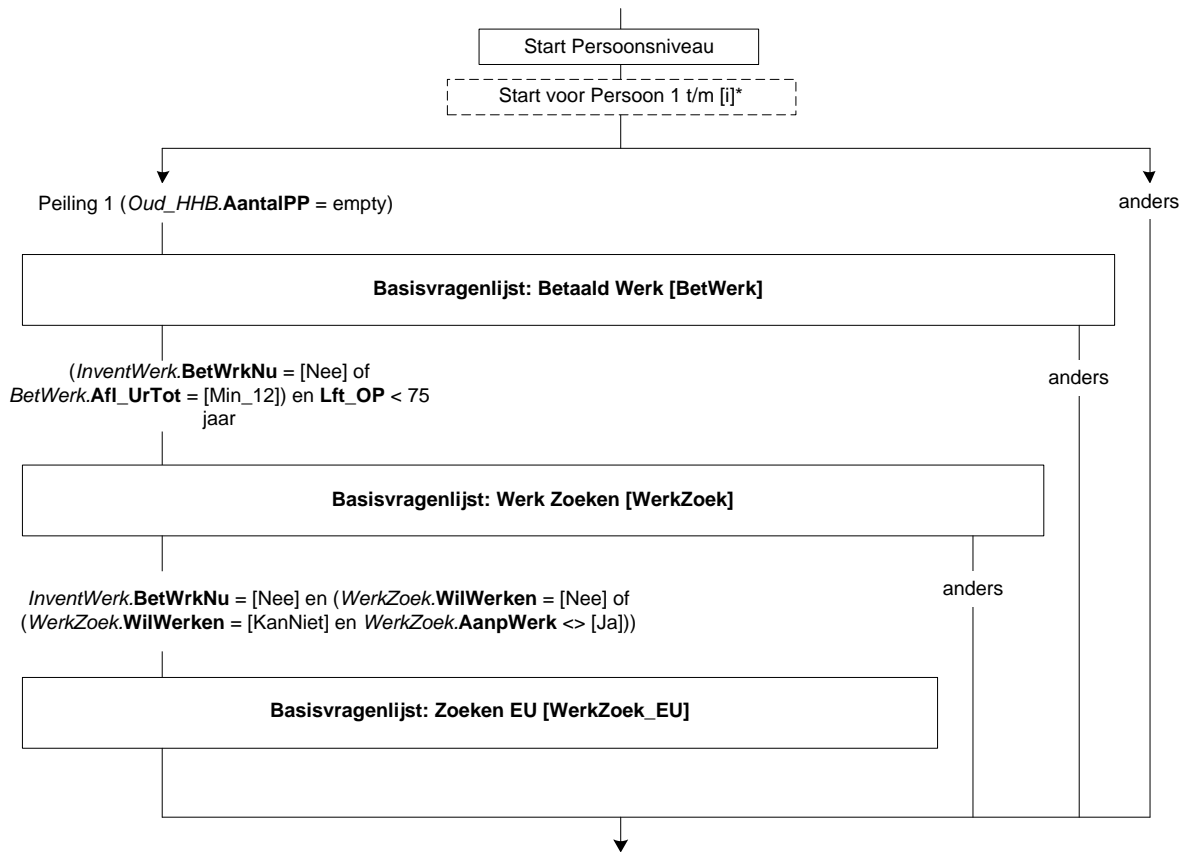 Start Persoonsniveau
Start voor Persoon 1 t/m [i]*
Peiling 1 (Oud_HHB.AantalPP = empty)
anders
Basisvragenlijst: Betaald Werk [BetWerk]
(InventWerk.BetWrkNu = [Nee] of
BetWerk.Afl_UrTot = [Min_12]) en Lft_OP < 75
jaar
anders
Basisvragenlijst: Werk Zoeken [WerkZoek]
InventWerk.BetWrkNu = [Nee] en (WerkZoek.WilWerken = [Nee] of
(WerkZoek.WilWerken = [KanNiet] en WerkZoek.AanpWerk <> [Ja]))
anders
Basisvragenlijst: Zoeken EU [WerkZoek_EU]